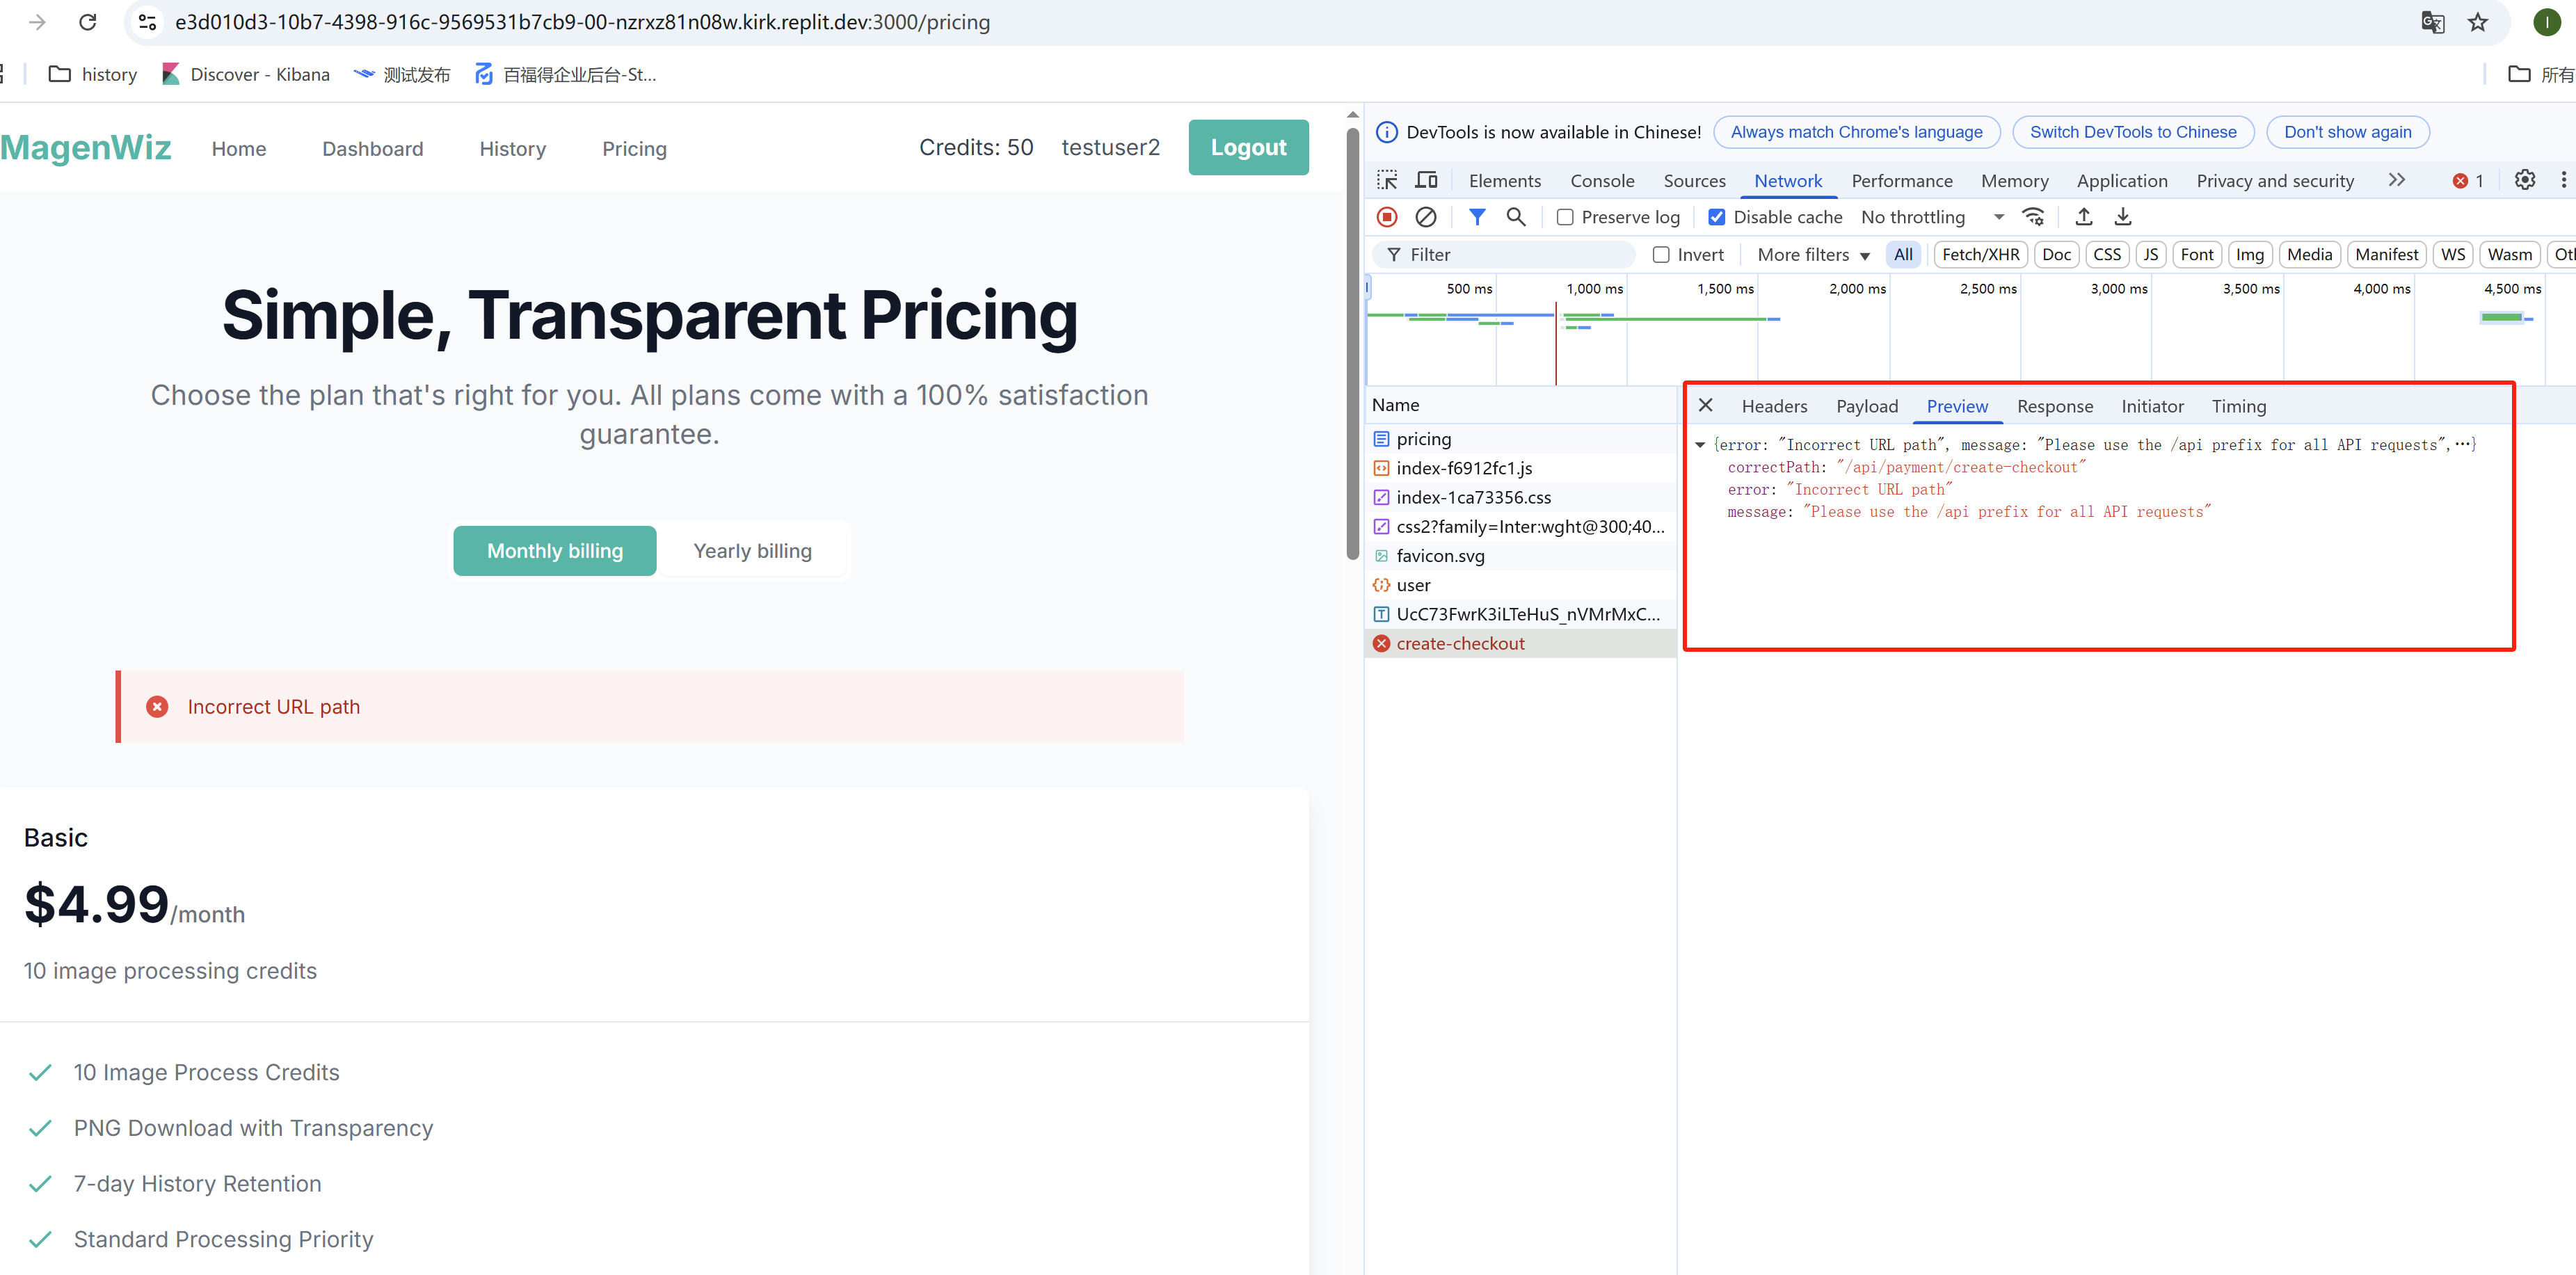 e3d010d3-10b7-4398-916c-9569531b7cb9-00-nzrxz81n08w.kirk.replit.dev:3000/pricing
I
history
Discover - Kibana
测试发布
百福得企业后台-St...
所有
MagenWiz
Home
Dashboard
History
Pricing
Credits: 50
testuser2
Logout
Simple, Transparent Pricing
Choose the plan that's right for you. All plans come with a 100% satisfaction
guarantee.
Monthly billing
Yearly billing
Incorrect URL path
Basic
$4.99/month
10 image processing credits
10 Image Process Credits
PNG Download with Transparency
7-day History Retention
Standard Processing Priority
DevTools is now available in Chinese!
Always match Chrome's language
Switch DevTools to Chinese
Don't show again
Elements
Console
Sources
Network
Performance
Memory
Application
Privacy and security
1
Preserve log
Disable cache
No throttling
Filter
Invert
More filters
All
Fetch/XHR
Doc
CSS
JS
Font
Img
Media
Manifest
WS
Wasm
500 ms
1,000 ms
1,500 ms
2,000 ms
2,500 ms
3,000 ms
3,500 ms
4,000 ms
4,500 ms
Name
pricing
index-f6912fc1.js
index-1ca73356.css
css2?family=Inter:wght@300;40...
favicon.svg
user
UcC73FwrK3iLTeHuS_nVMrMxC...
create-checkout
Headers
Payload
Preview
Response
Initiator
Timing
{error: "Incorrect URL path", message: "Please use the /api prefix for all API requests",…}
correctPath: "/api/payment/create-checkout"
error: "Incorrect URL path"
message: "Please use the /api prefix for all API requests"